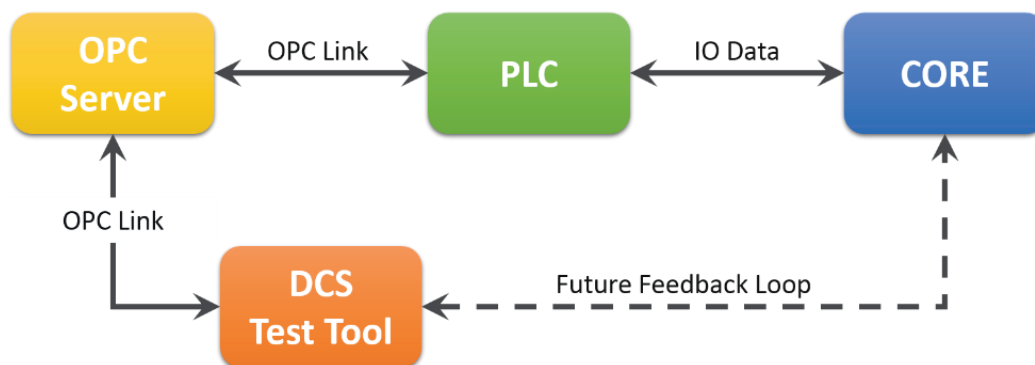 OPC
Server
OPC Link
PLC
IO Data
CORE
OPC Link
DCS
Test Tool
Future Feedback Loop